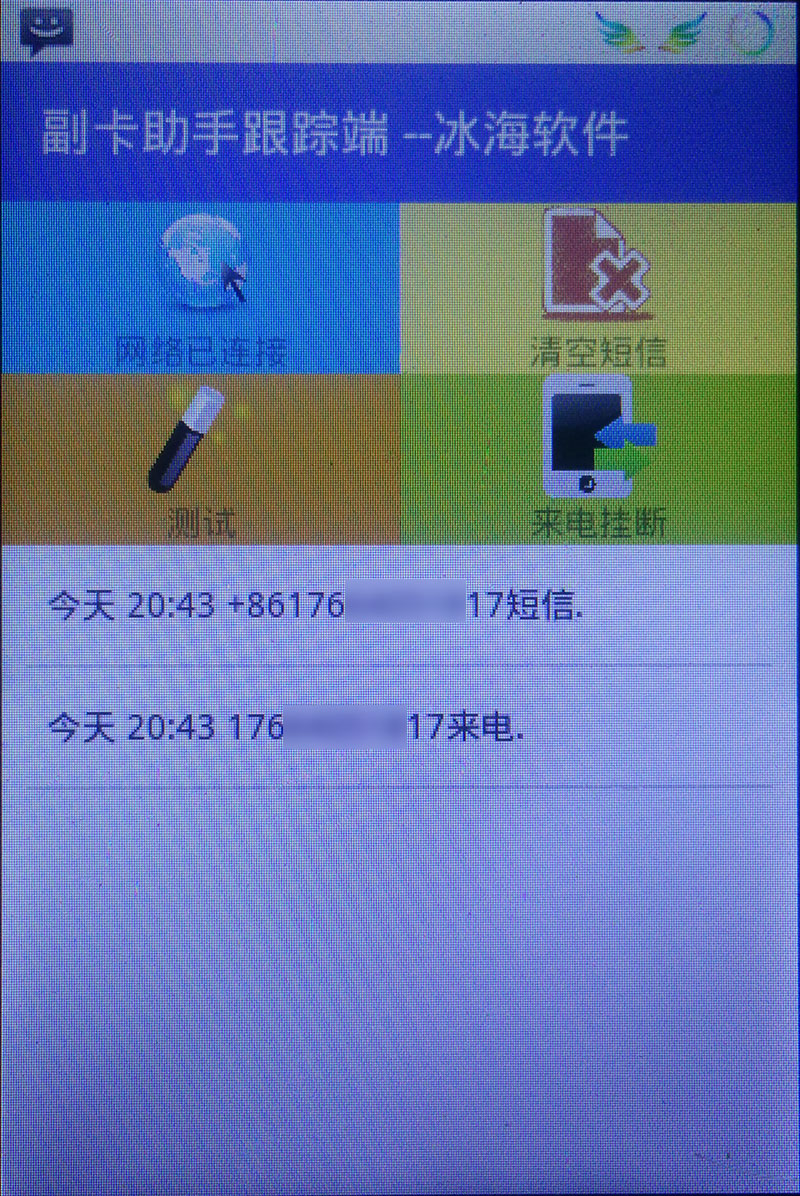 副卡助手跟踪端 --冰海软件
网络已连接
清空短信
测试
来电挂断
今天 20:43 +86176 17短信.
今天 20:43 176 17来电.